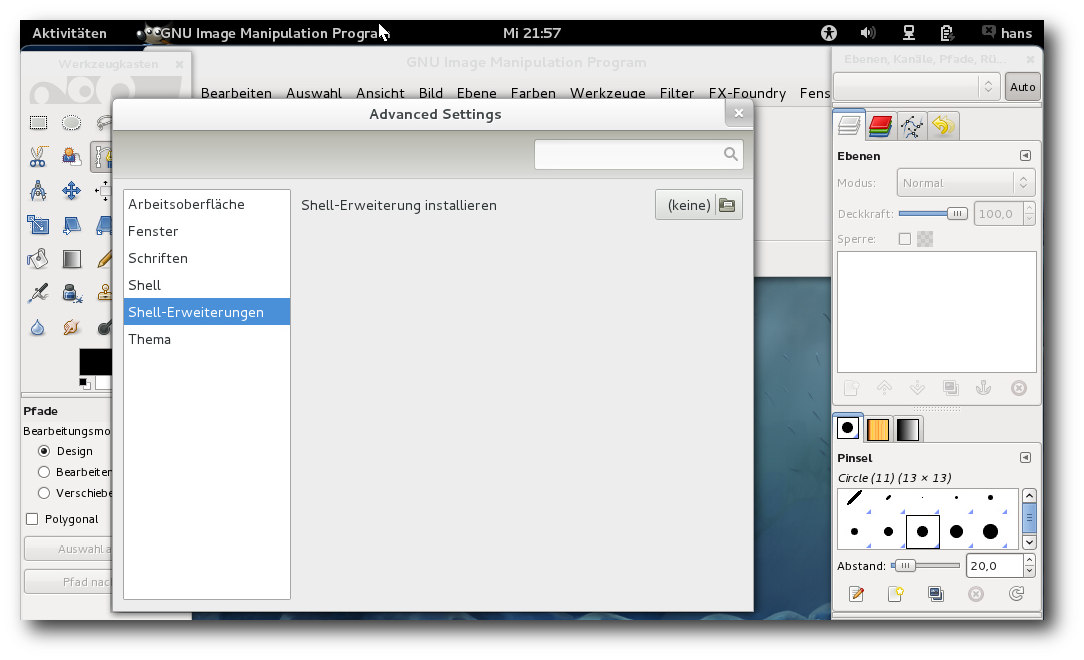 Aktivitäten
GNU Image Manipulation Program
Mi 21:57
hans
Werkzeugkasten
GNU Image Manipulation Program
Ebenen, Kanäle, Pfade, Rü...
Bearbeiten Auswahl Ansicht Bild Ebene Farben Werkzeuge Filter FX-Foundry Fens
Auto
Advanced Settings
Arbeitsoberfläche
Fenster
Schriften
Shell
Shell-Erweiterungen
Thema
Shell-Erweiterung installieren
(keine)
Pfade
Bearbeitungsmo
Design
Bearbeiten
Verschiebe
Polygonal
Auswahl a
Pfad nac
Ebenen
Modus: Normal
Deckkraft: 100,0
Sperre:
Pinsel
Circle (11) (13 × 13)
Abstand: 20,0